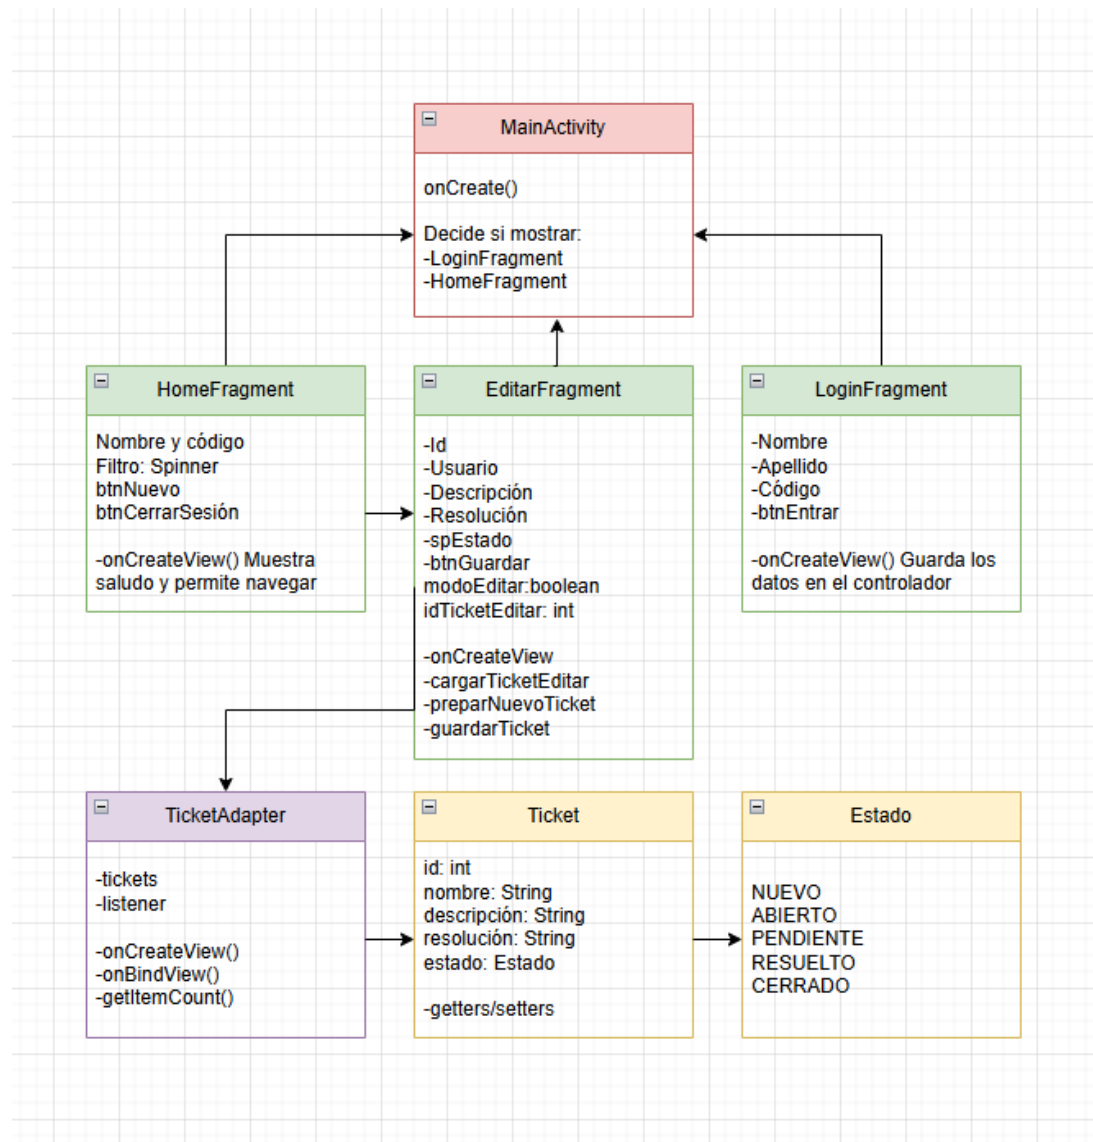 MainActivity
onCreate()
Decide si mostrar:
-LoginFragment
-HomeFragment
HomeFragment
Nombre y código
Filtro: Spinner
btnNuevo
btnCerrarSesión
-onCreateView() Muestra
saludo y permite navegar
EditarFragment
-Id
-Usuario
-Descripción
-Resolución
-spEstado
-btnGuardar
modoEditar:boolean
idTicketEditar: int
-onCreateView
-cargarTicketEditar
-preparNuevoTicket
-guardarTicket
LoginFragment
-Nombre
-Apellido
-Código
-btnEntrar
-onCreateView() Guarda los
datos en el controlador
TicketAdapter
-tickets
-listener
-onCreateView()
-onBindView()
-getItemCount()
Ticket
id: int
nombre: String
descripción: String
resolución: String
estado: Estado
-getters/setters
Estado
NUEVO
ABIERTO
PENDIENTE
RESUELTO
CERRADO